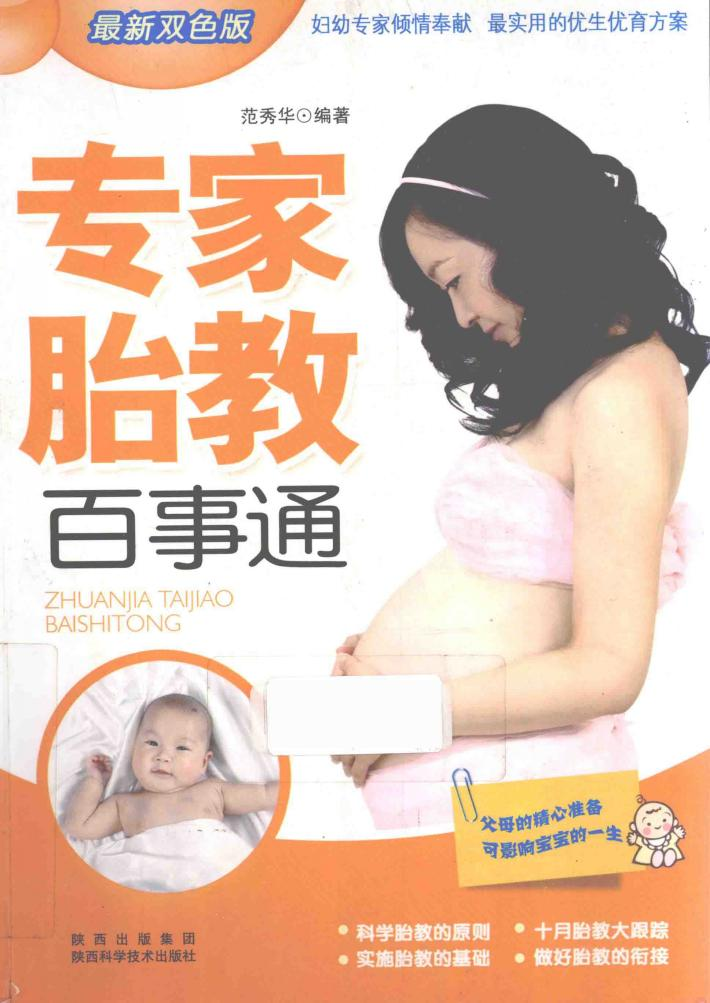 最新双色版
妇幼专家倾情奉献 最实用的优生优育方案
范秀华⊙编著
专家
胎教
百事通
ZHUANJIA TAIJIAO
BAISHITONG
父母的精心准备
可影响宝宝的一生
陕西出版集团
陕西科学技术出版社
• 科学胎教的原则 • 十月胎教大跟踪
• 实施胎教的基础 • 做好胎教的衔接